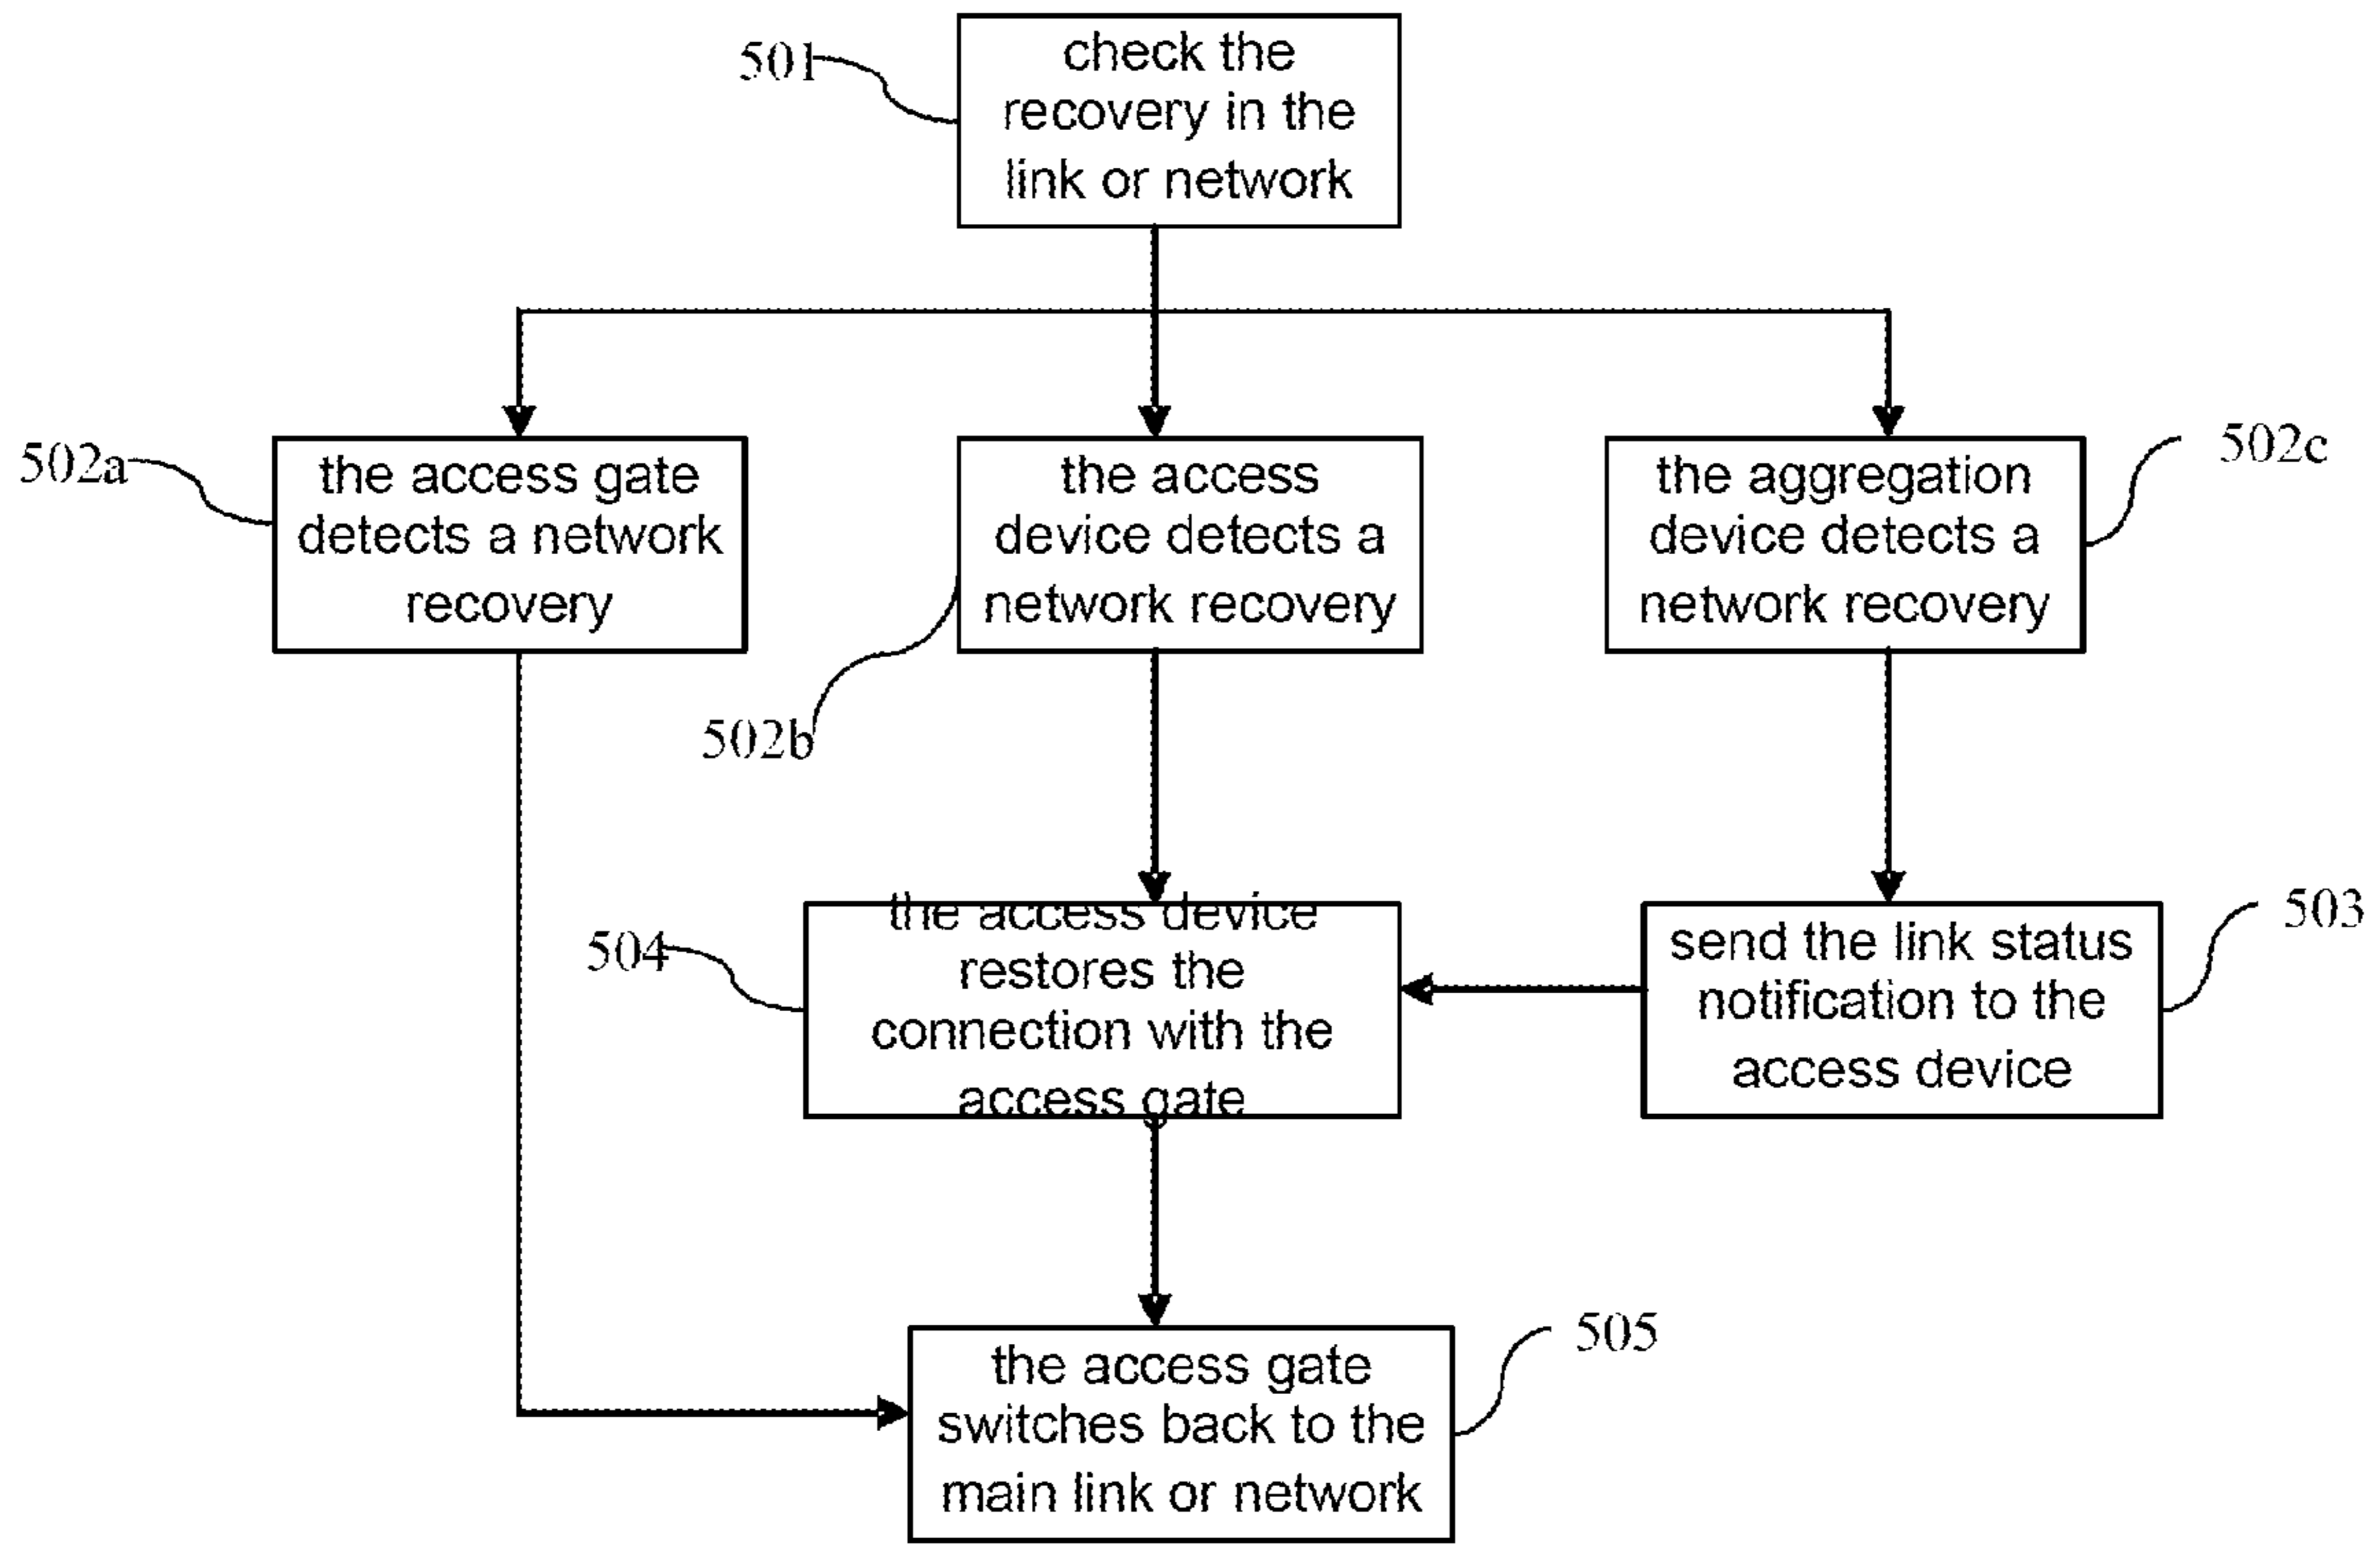 501
check the
recovery in the
link or network
502a
the access gate
detects a network
recovery
502b
the access
device detects a
network recovery
502c
the aggregation
device detects a
network recovery
504
the access device
restores the
connection with the
access gate
503
send the link status
notification to the
access device
505
the access gate
switches back to the
main link or network